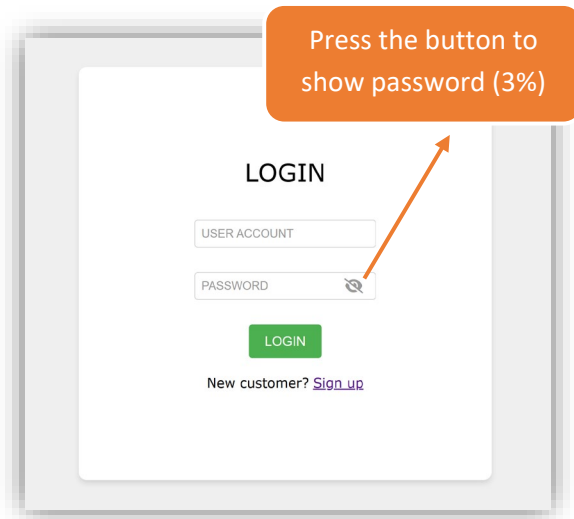 Press the button to
show password (3%)
LOGIN
USER ACCOUNT
PASSWORD
LOGIN
New customer? Sign up